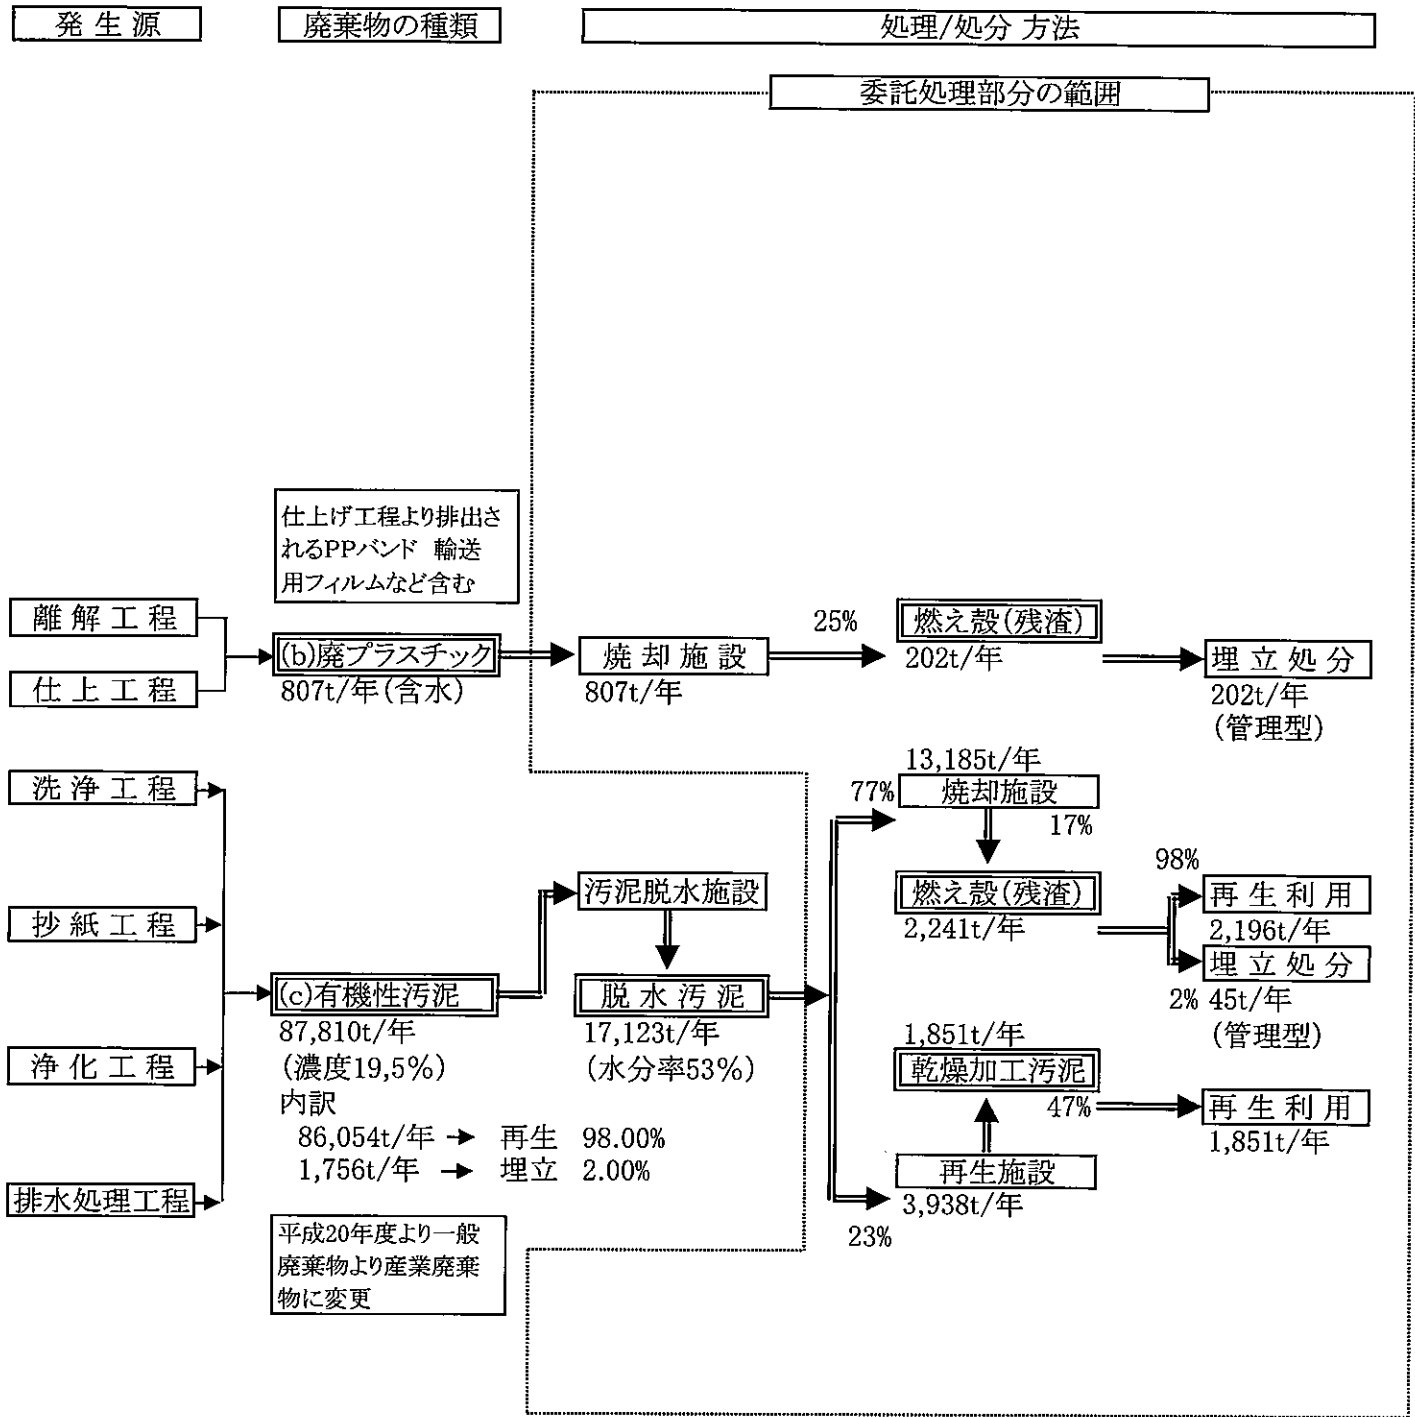 発生源
廃棄物の種類
処理/処分 方法
委託処理部分の範囲
仕上げ工程より排出さ
れるPPバンド 輸送
用フィルムなど含む
離解工程
仕上工程
(b)廃プラスチック
807t/年(含水)
焼却施設
807t/年
25%
燃え殻(残渣)
202t/年
埋立処分
202t/年
(管理型)
洗浄工程
抄紙工程
浄化工程
排水処理工程
(c)有機性汚泥
87,810t/年
(濃度19,5%)
内訳
86,054t/年 → 再生 98.00%
1,756t/年 → 埋立 2.00%
平成20年度より一般
廃棄物より産業廃棄
物に変更
汚泥脱水施設
脱水汚泥
17,123t/年
(水分率53%)
77%
13,185t/年
焼却施設
17%
燃え殻(残渣)
2,241t/年
98%
再生利用
2,196t/年
埋立処分
2%
45t/年
(管理型)
1,851t/年
乾燥加工汚泥
47%
再生利用
1,851t/年
再生施設
3,938t/年
23%